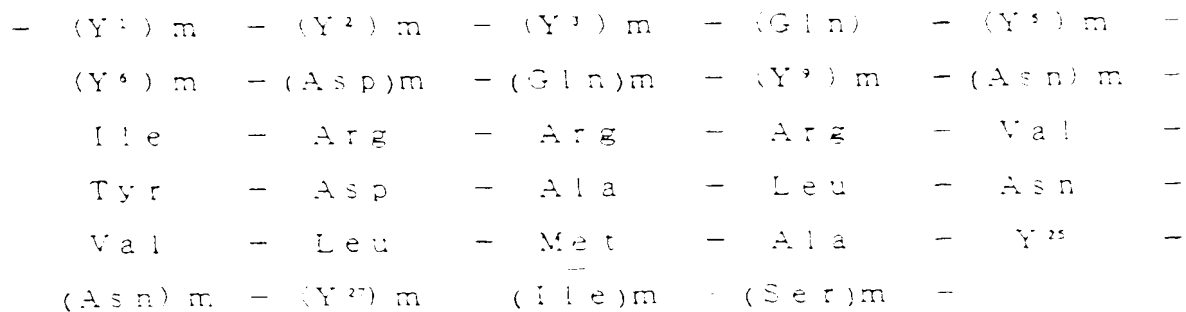 - (Y¹) m - (Y²) m - (Y³) m - (Gln) - (Y⁵) m -
(Y⁶) m - (Asp)m - (Gln)m - (Y⁹) m - (Asn) m -
Ile - Arg - Arg - Arg - Val -
Tyr - Asp - Ala - Leu - Asn -
Val - Leu - Met - Ala - Y²⁵ -
(Asn) m - (Y²⁷) m (Ile)m - (Ser)m -